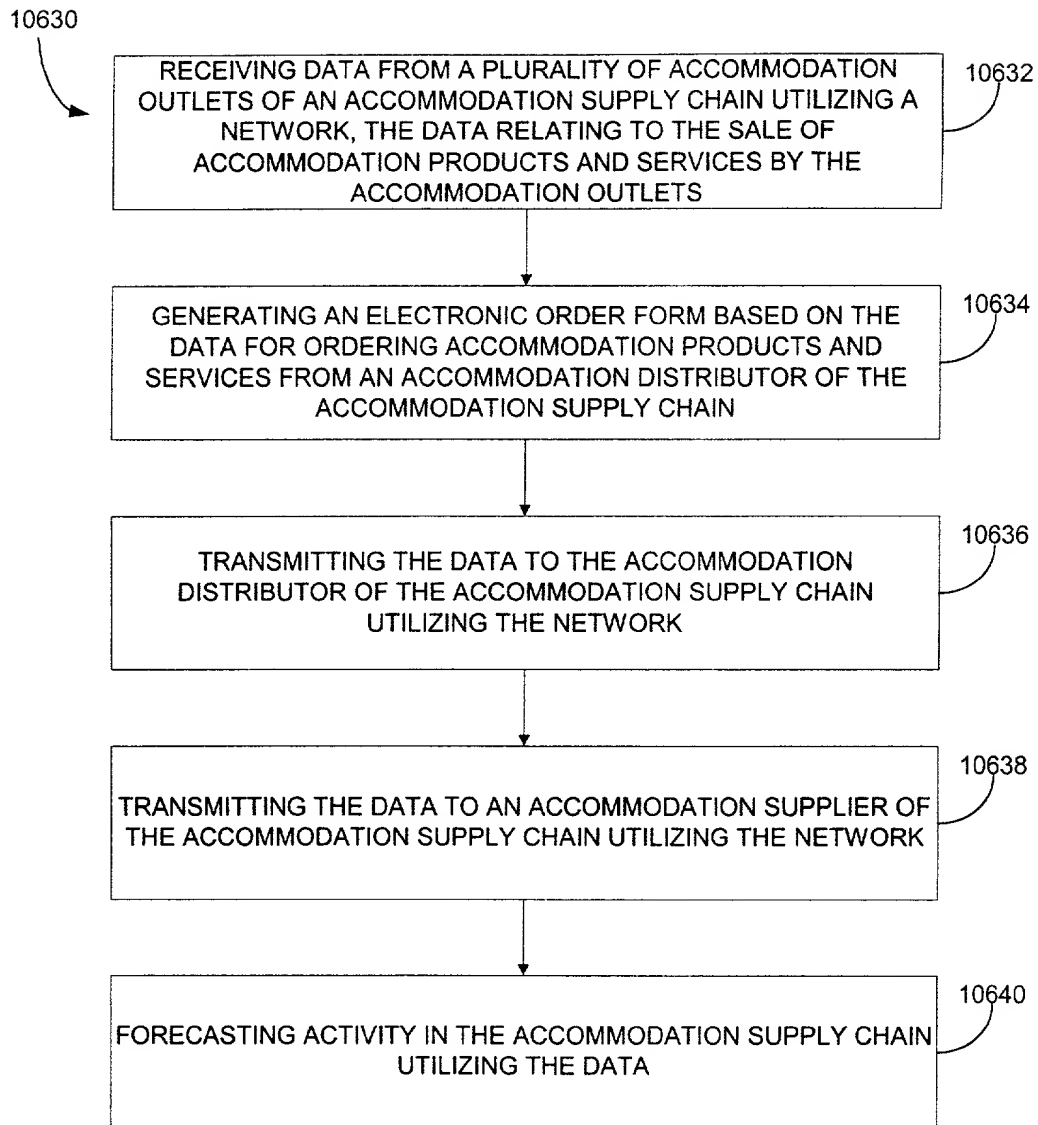 10630
RECEIVING DATA FROM A PLURALITY OF ACCOMMODATION
OUTLETS OF AN ACCOMMODATION SUPPLY CHAIN UTILIZING A
NETWORK, THE DATA RELATING TO THE SALE OF
ACCOMMODATION PRODUCTS AND SERVICES BY THE
ACCOMMODATION OUTLETS
10632
GENERATING AN ELECTRONIC ORDER FORM BASED ON THE
DATA FOR ORDERING ACCOMMODATION PRODUCTS AND
SERVICES FROM AN ACCOMMODATION DISTRIBUTOR OF THE
ACCOMMODATION SUPPLY CHAIN
10634
TRANSMITTING THE DATA TO THE ACCOMMODATION
DISTRIBUTOR OF THE ACCOMMODATION SUPPLY CHAIN
UTILIZING THE NETWORK
10636
TRANSMITTING THE DATA TO AN ACCOMMODATION SUPPLIER OF
THE ACCOMMODATION SUPPLY CHAIN UTILIZING THE NETWORK
10638
FORECASTING ACTIVITY IN THE ACCOMMODATION SUPPLY CHAIN
UTILIZING THE DATA
10640